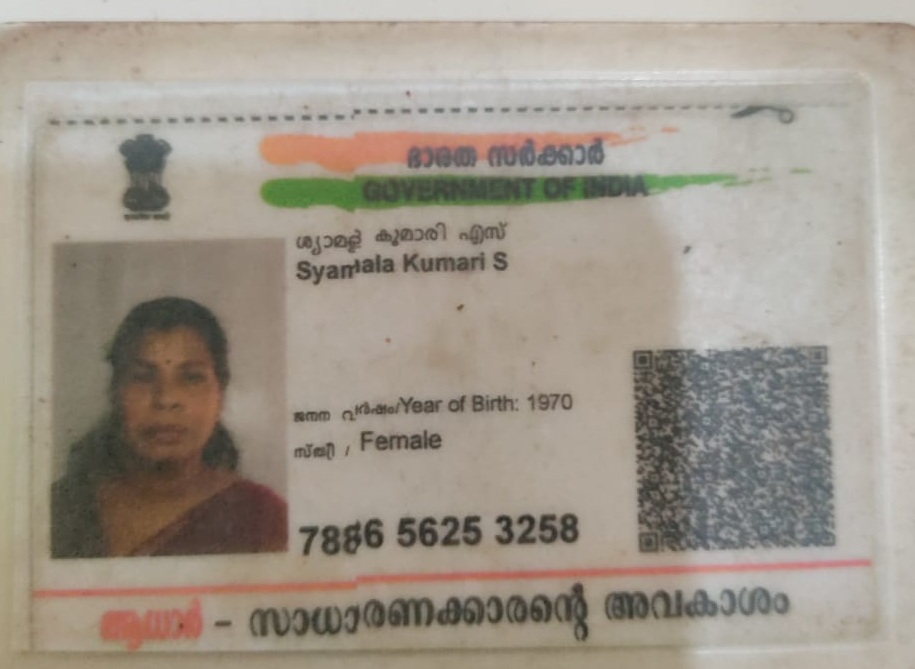 ഭാരത സർക്കാർ
GOVERNMENT OF INDIA
ശ്യാമള കുമാരി എസ്
Syamala Kumari S
ജനന വർഷം/Year of Birth: 1970
സ്ത്രീ / Female
7886 5625 3258
ആധാർ - സാധാരണക്കാരന്റെ അവകാശം